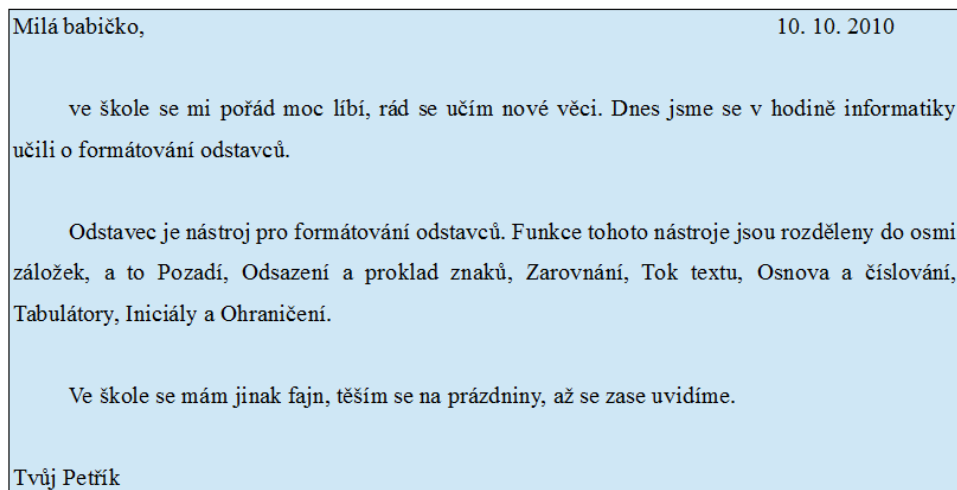 Milá babičko, 10. 10. 2010
ve škole se mi pořád moc líbí, rád se učím nové věci. Dnes jsme se v hodině informatiky
učili o formátování odstavců.
Odstavec je nástroj pro formátování odstavců. Funkce tohoto nástroje jsou rozděleny do osmi
záložek, a to Pozadí, Odsazení a proklad znaků, Zarovnání, Tok textu, Osnova a číslování,
Tabulátory, Iniciály a Ohraničení.
Ve škole se mám jinak fajn, těším se na prázdniny, až se zase uvidíme.
Tvůj Petřík